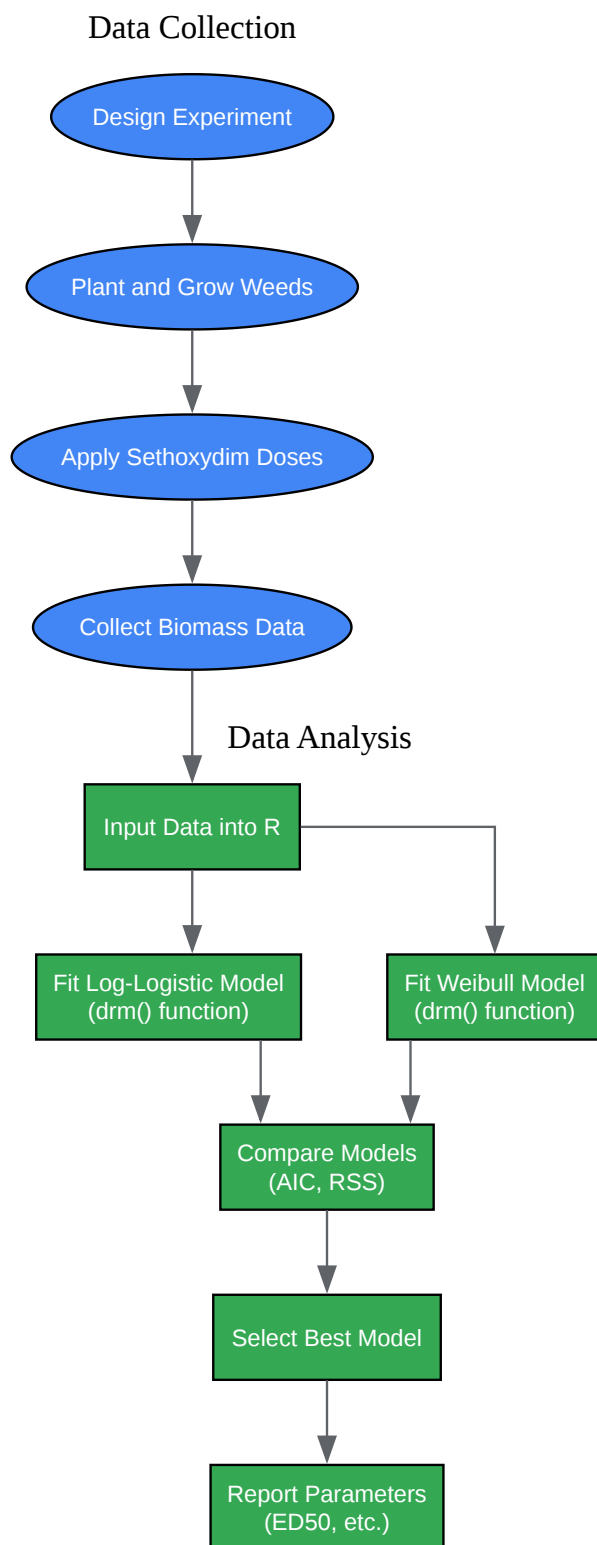 Data Collection
Design Experiment
Plant and Grow Weeds
Apply Sethoxydim Doses
Collect Biomass Data
Data Analysis
Input Data into R
Fit Log-Logistic Model
(drm() function)
Fit Weibull Model
(drm() function)
Compare Models
(AIC, RSS)
Select Best Model
Report Parameters
(ED50, etc.)